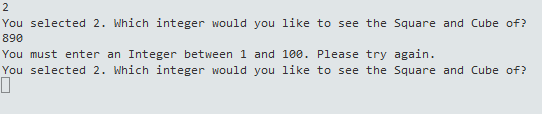 2
You selected 2. Which integer would you like to see the Square and Cube of?
890
You must enter an Integer between 1 and 100. Please try again.
You selected 2. Which integer would you like to see the Square and Cube of?